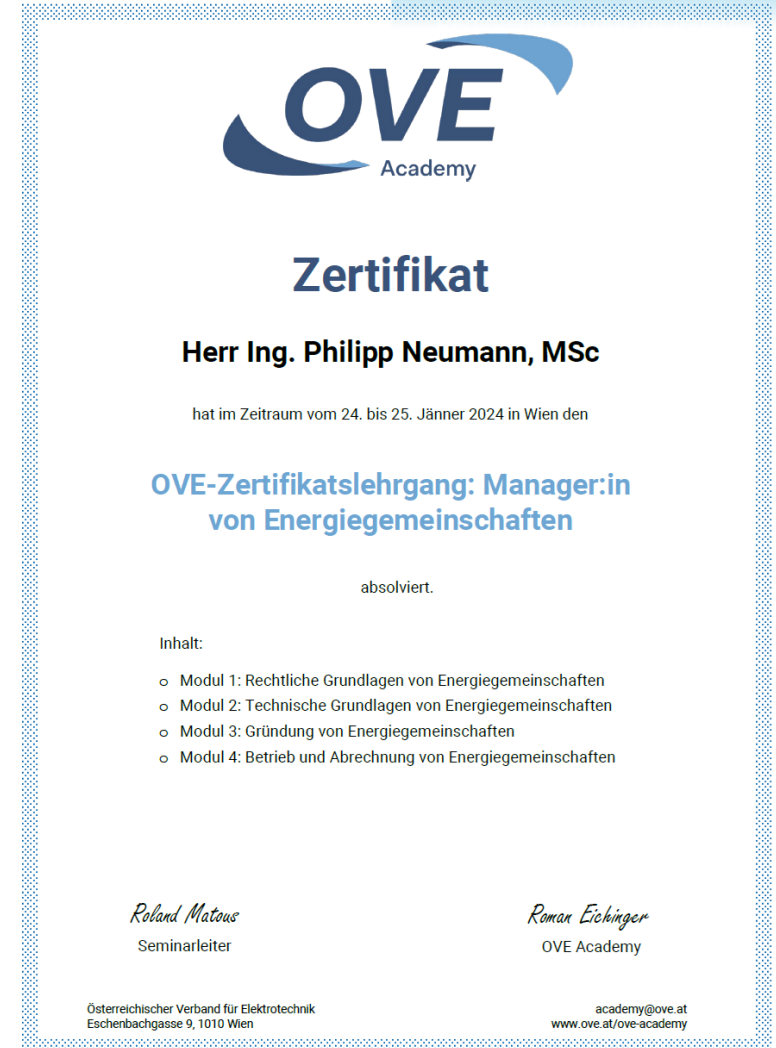 OVE
Academy
Zertifikat
Herr Ing. Philipp Neumann, MSc
hat im Zeitraum vom 24. bis 25. Jänner 2024 in Wien den
OVE-Zertifikatslehrgang: Manager:in
von Energiegemeinschaften
absolviert.
Inhalt:
o Modul 1: Rechtliche Grundlagen von Energiegemeinschaften
o Modul 2: Technische Grundlagen von Energiegemeinschaften
o Modul 3: Gründung von Energiegemeinschaften
o Modul 4: Betrieb und Abrechnung von Energiegemeinschaften
Roland Matous
Seminarleiter
Roman Eichinger
OVE Academy
Österreichischer Verband für Elektrotechnik
Eschenbachgasse 9, 1010 Wien
academy@ove.at
www.ove.at/ove-academy